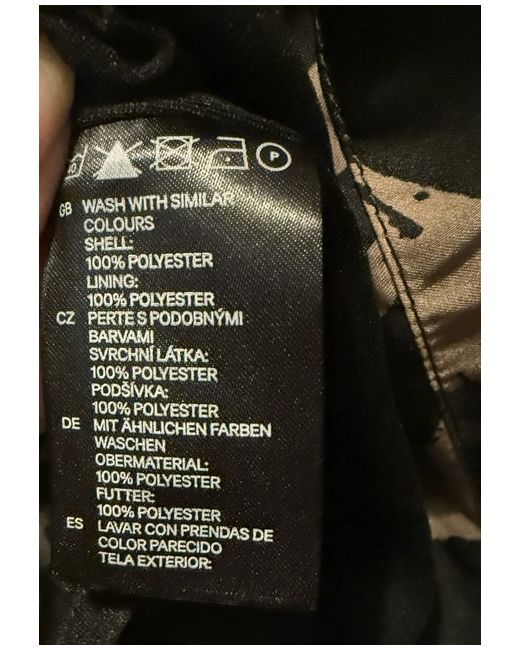 P
GB WASH WITH SIMILAR
COLOURS
SHELL:
100% POLYESTER
LINING:
100% POLYESTER
CZ PERTE S PODOBNÝMI
BARVAMI
SVRCHNÍ LÁTKA:
100% POLYESTER
PODŠÍVKA:
100% POLYESTER
DE MIT ÄHNLICHEN FARBEN
WASCHEN
OBERMATERIAL:
100% POLYESTER
FUTTER:
100% POLYESTER
ES LAVAR CON PRENDAS DE
COLOR PARECIDO
TELA EXTERIOR: